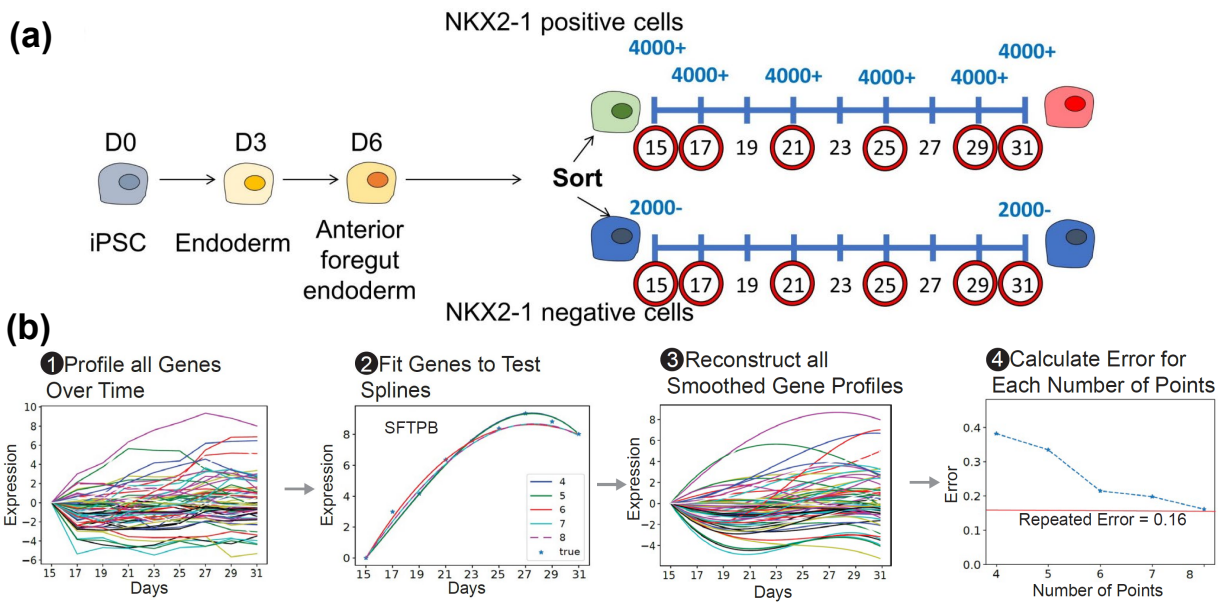 (a)
NKX2-1 positive cells
4000+ 4000+ 4000+ 4000+ 4000+ 4000+
15 17 19 21 23 25 27 29 31
D0 D3 D6
Sort
iPSC Endoderm Anterior
foregut
endoderm
2000- 2000-
15 17 19 21 23 25 27 29 31
NKX2-1 negative cells
(b)
1 Profile all Genes
Over Time
Expression
10
8
6
4
2
0
−2
−4
−6
15 17 19 21 23 25 27 29 31
Days
2 Fit Genes to Test
Splines
SFTPB
Expression
8
6
4
2
0
4
5
6
7
8
true
15 17 19 21 23 25 27 29 31
Days
3 Reconstruct all
Smoothed Gene Profiles
Expression
8
6
4
2
0
−2
−4
15 17 19 21 23 25 27 29 31
Days
4 Calculate Error for
Each Number of Points
Error
0.4
0.3
0.2
0.1
0.0
Repeated Error = 0.16
4 5 6 7 8
Number of Points